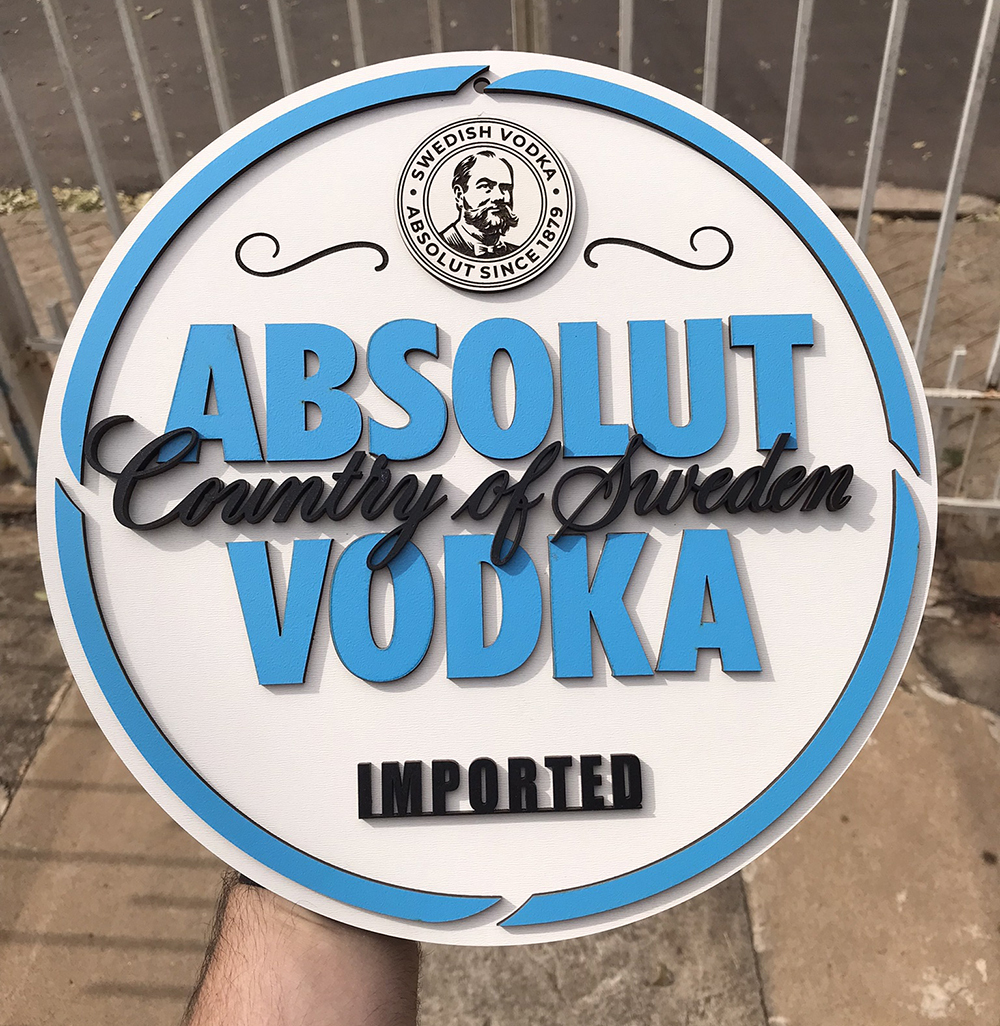 SWEDISH VODKA
ABSOLUT SINCE 1879
ABSOLUT
Country of Sweden
VODKA
IMPORTED